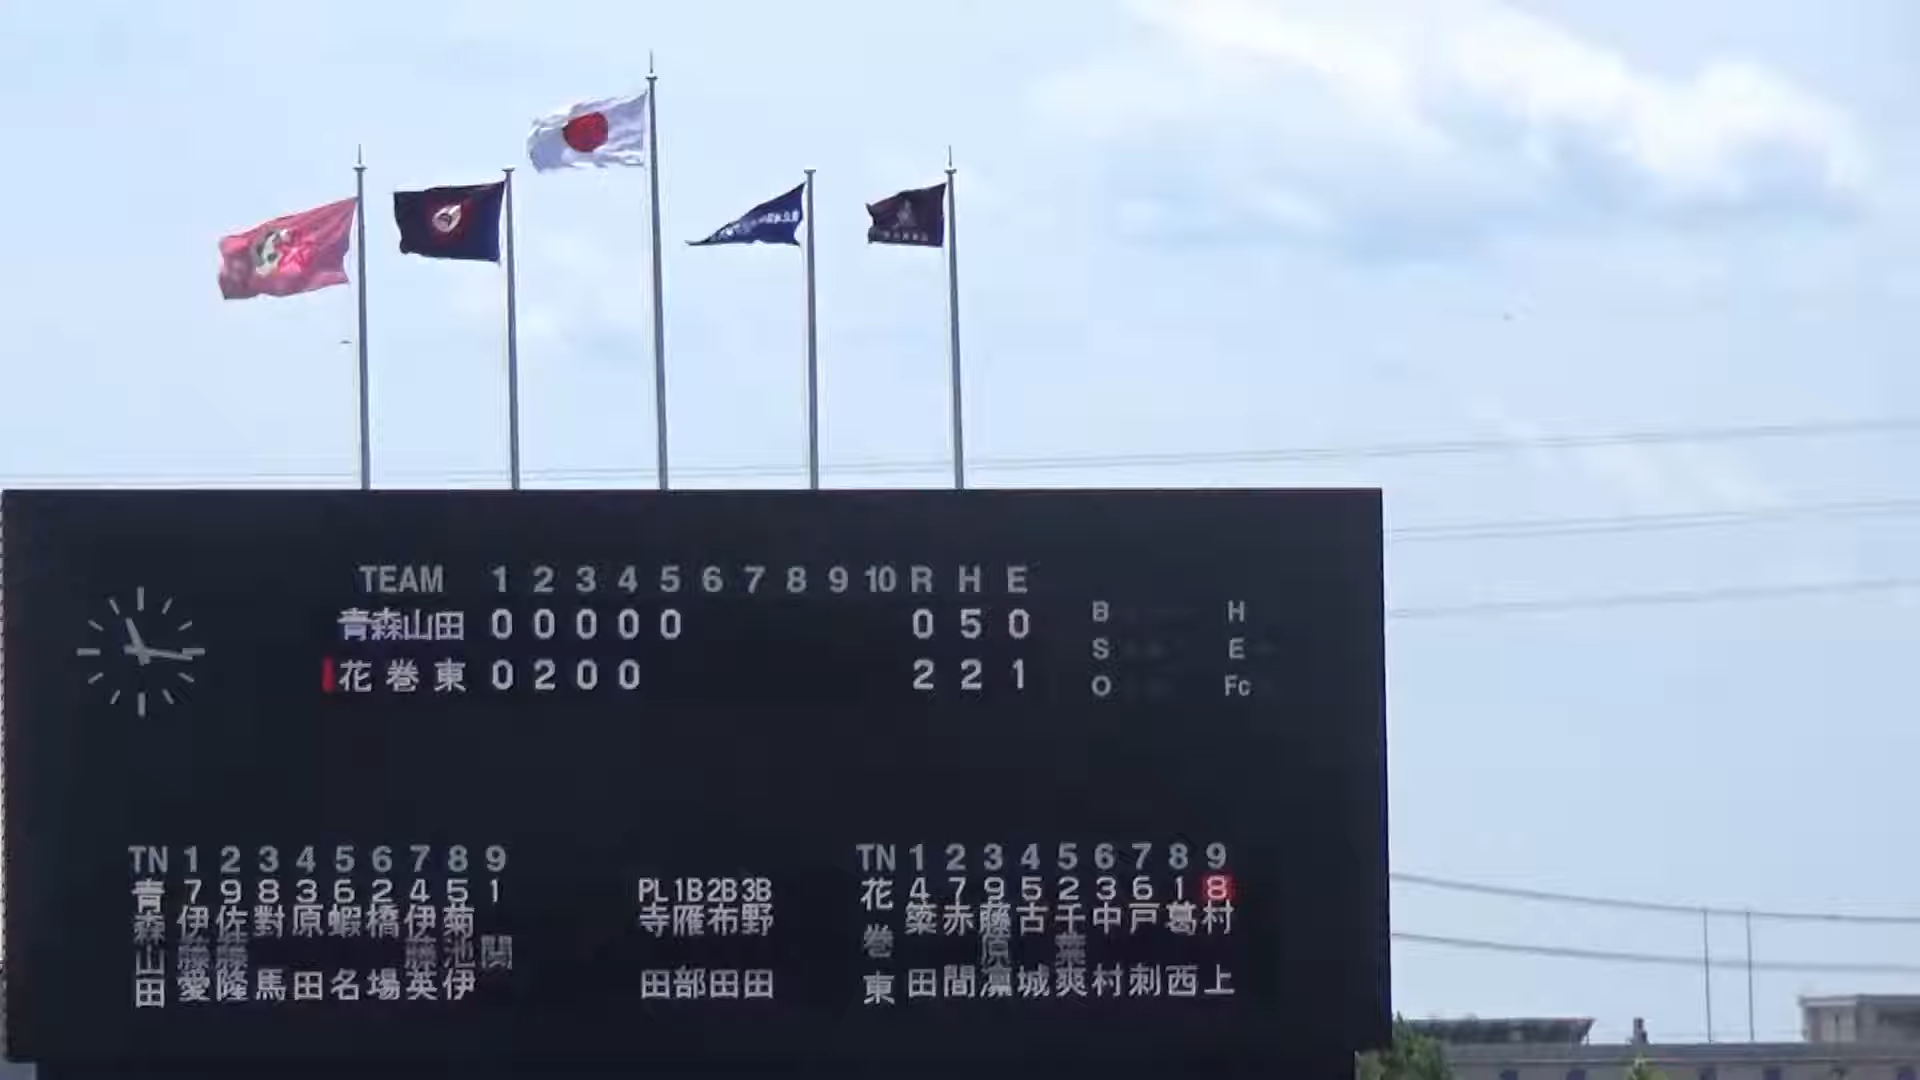 TEAM 1 2 3 4 5 6 7 8 9 10 R H E
青森山田 0 0 0 0 0 0 5 0
花巻東 0 2 0 0 2 2 1
B H
S E
O Fc
TN 1 2 3 4 5 6 7 8 9
青森山田 7 9 8 3 6 2 4 5 1
伊藤愛 佐藤隆 對馬 原田 蝦名 橋場 伊藤英 菊池伊 関
PL 1B 2B 3B
寺田 雁部 布田 野田
TN 1 2 3 4 5 6 7 8 9
花巻東 4 7 9 5 2 3 6 1 8
簗田 赤間 藤原凛 古城 千葉爽 中村 戸刺 葛西 村上